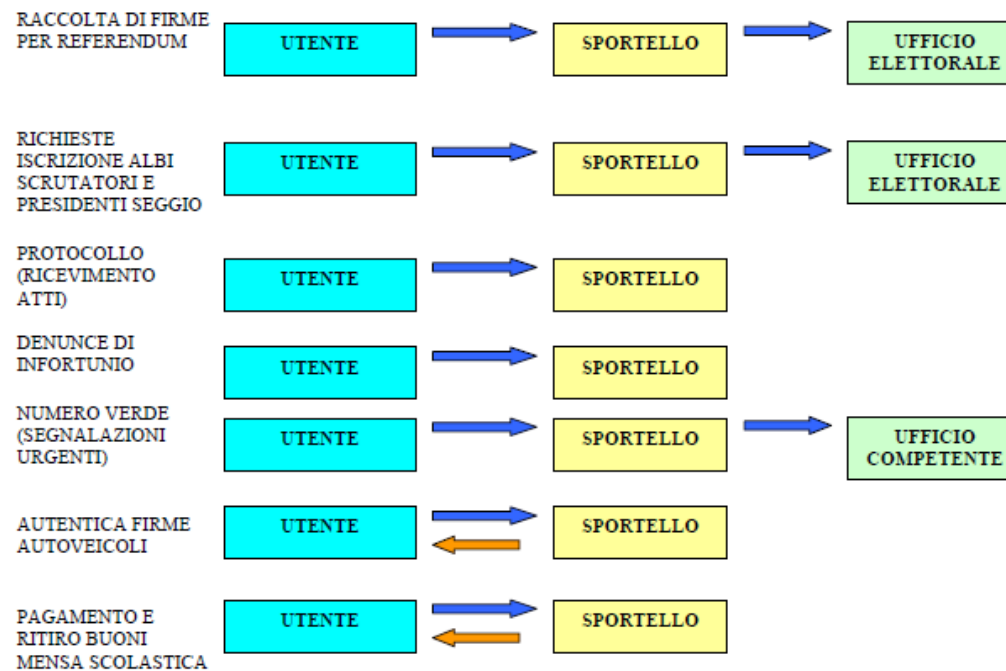 RACCOLTA DI FIRME
PER REFERENDUM
UTENTE
SPORTELLO
UFFICIO
ELETTORALE
RICHIESTE
ISCRIZIONE ALBI
SCRUTATORI E
PRESIDENTI SEGGIO
UTENTE
SPORTELLO
UFFICIO
ELETTORALE
PROTOCOLLO
(RICEVIMENTO
ATTI)
UTENTE
SPORTELLO
DENUNCE DI
INFORTUNIO
UTENTE
SPORTELLO
NUMERO VERDE
(SEGNALAZIONI
URGENTI)
UTENTE
SPORTELLO
UFFICIO
COMPETENTE
AUTENTICA FIRME
AUTOVEICOLI
UTENTE
SPORTELLO
PAGAMENTO E
RITIRO BUONI
MENSA SCOLASTICA
UTENTE
SPORTELLO